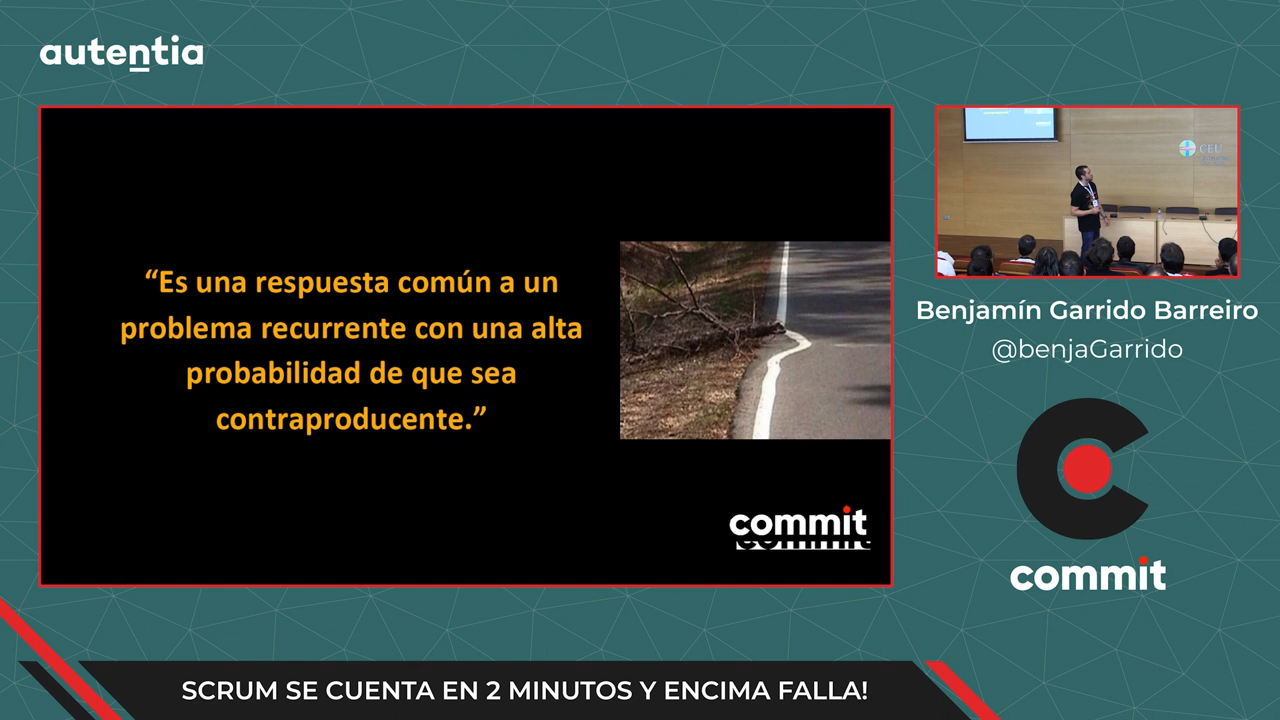 autentia
“Es una respuesta común a un
problema recurrente con una alta
probabilidad de que sea
contraproducente.”
commit
CEU
Benjamín Garrido Barreiro
@benjaGarrido
commit
SCRUM SE CUENTA EN 2 MINUTOS Y ENCIMA FALLA!